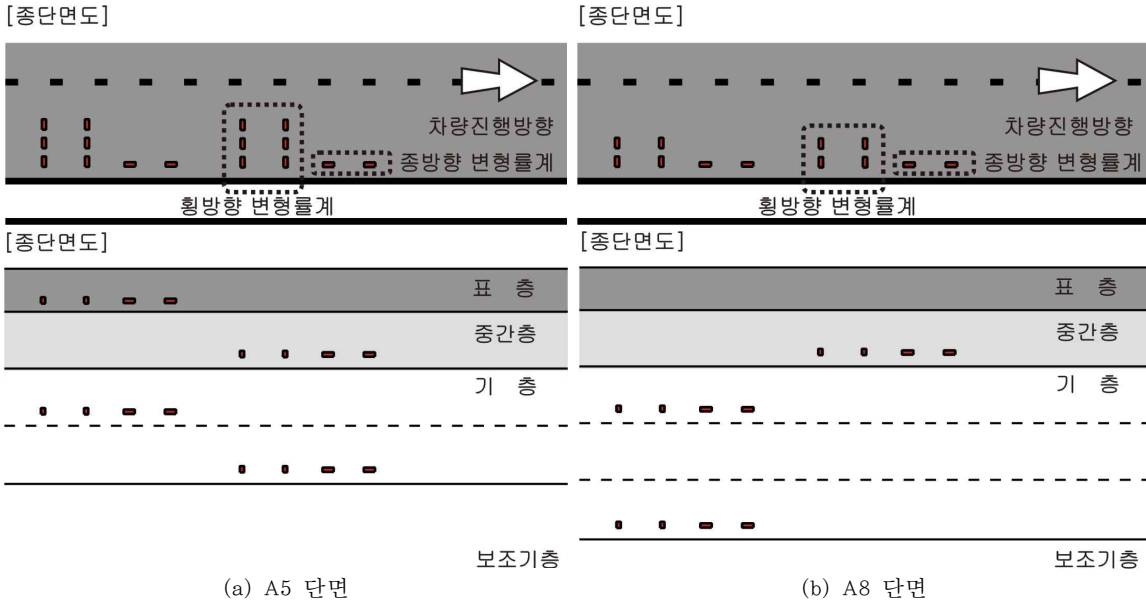 [종단면도]
차량진행방향
종방향 변형률계
횡방향 변형률계
[종단면도]
표 층
중간층
기 층
보조기층
(a) A5 단면
[종단면도]
차량진행방향
종방향 변형률계
횡방향 변형률계
[종단면도]
표 층
중간층
기 층
보조기층
(b) A8 단면